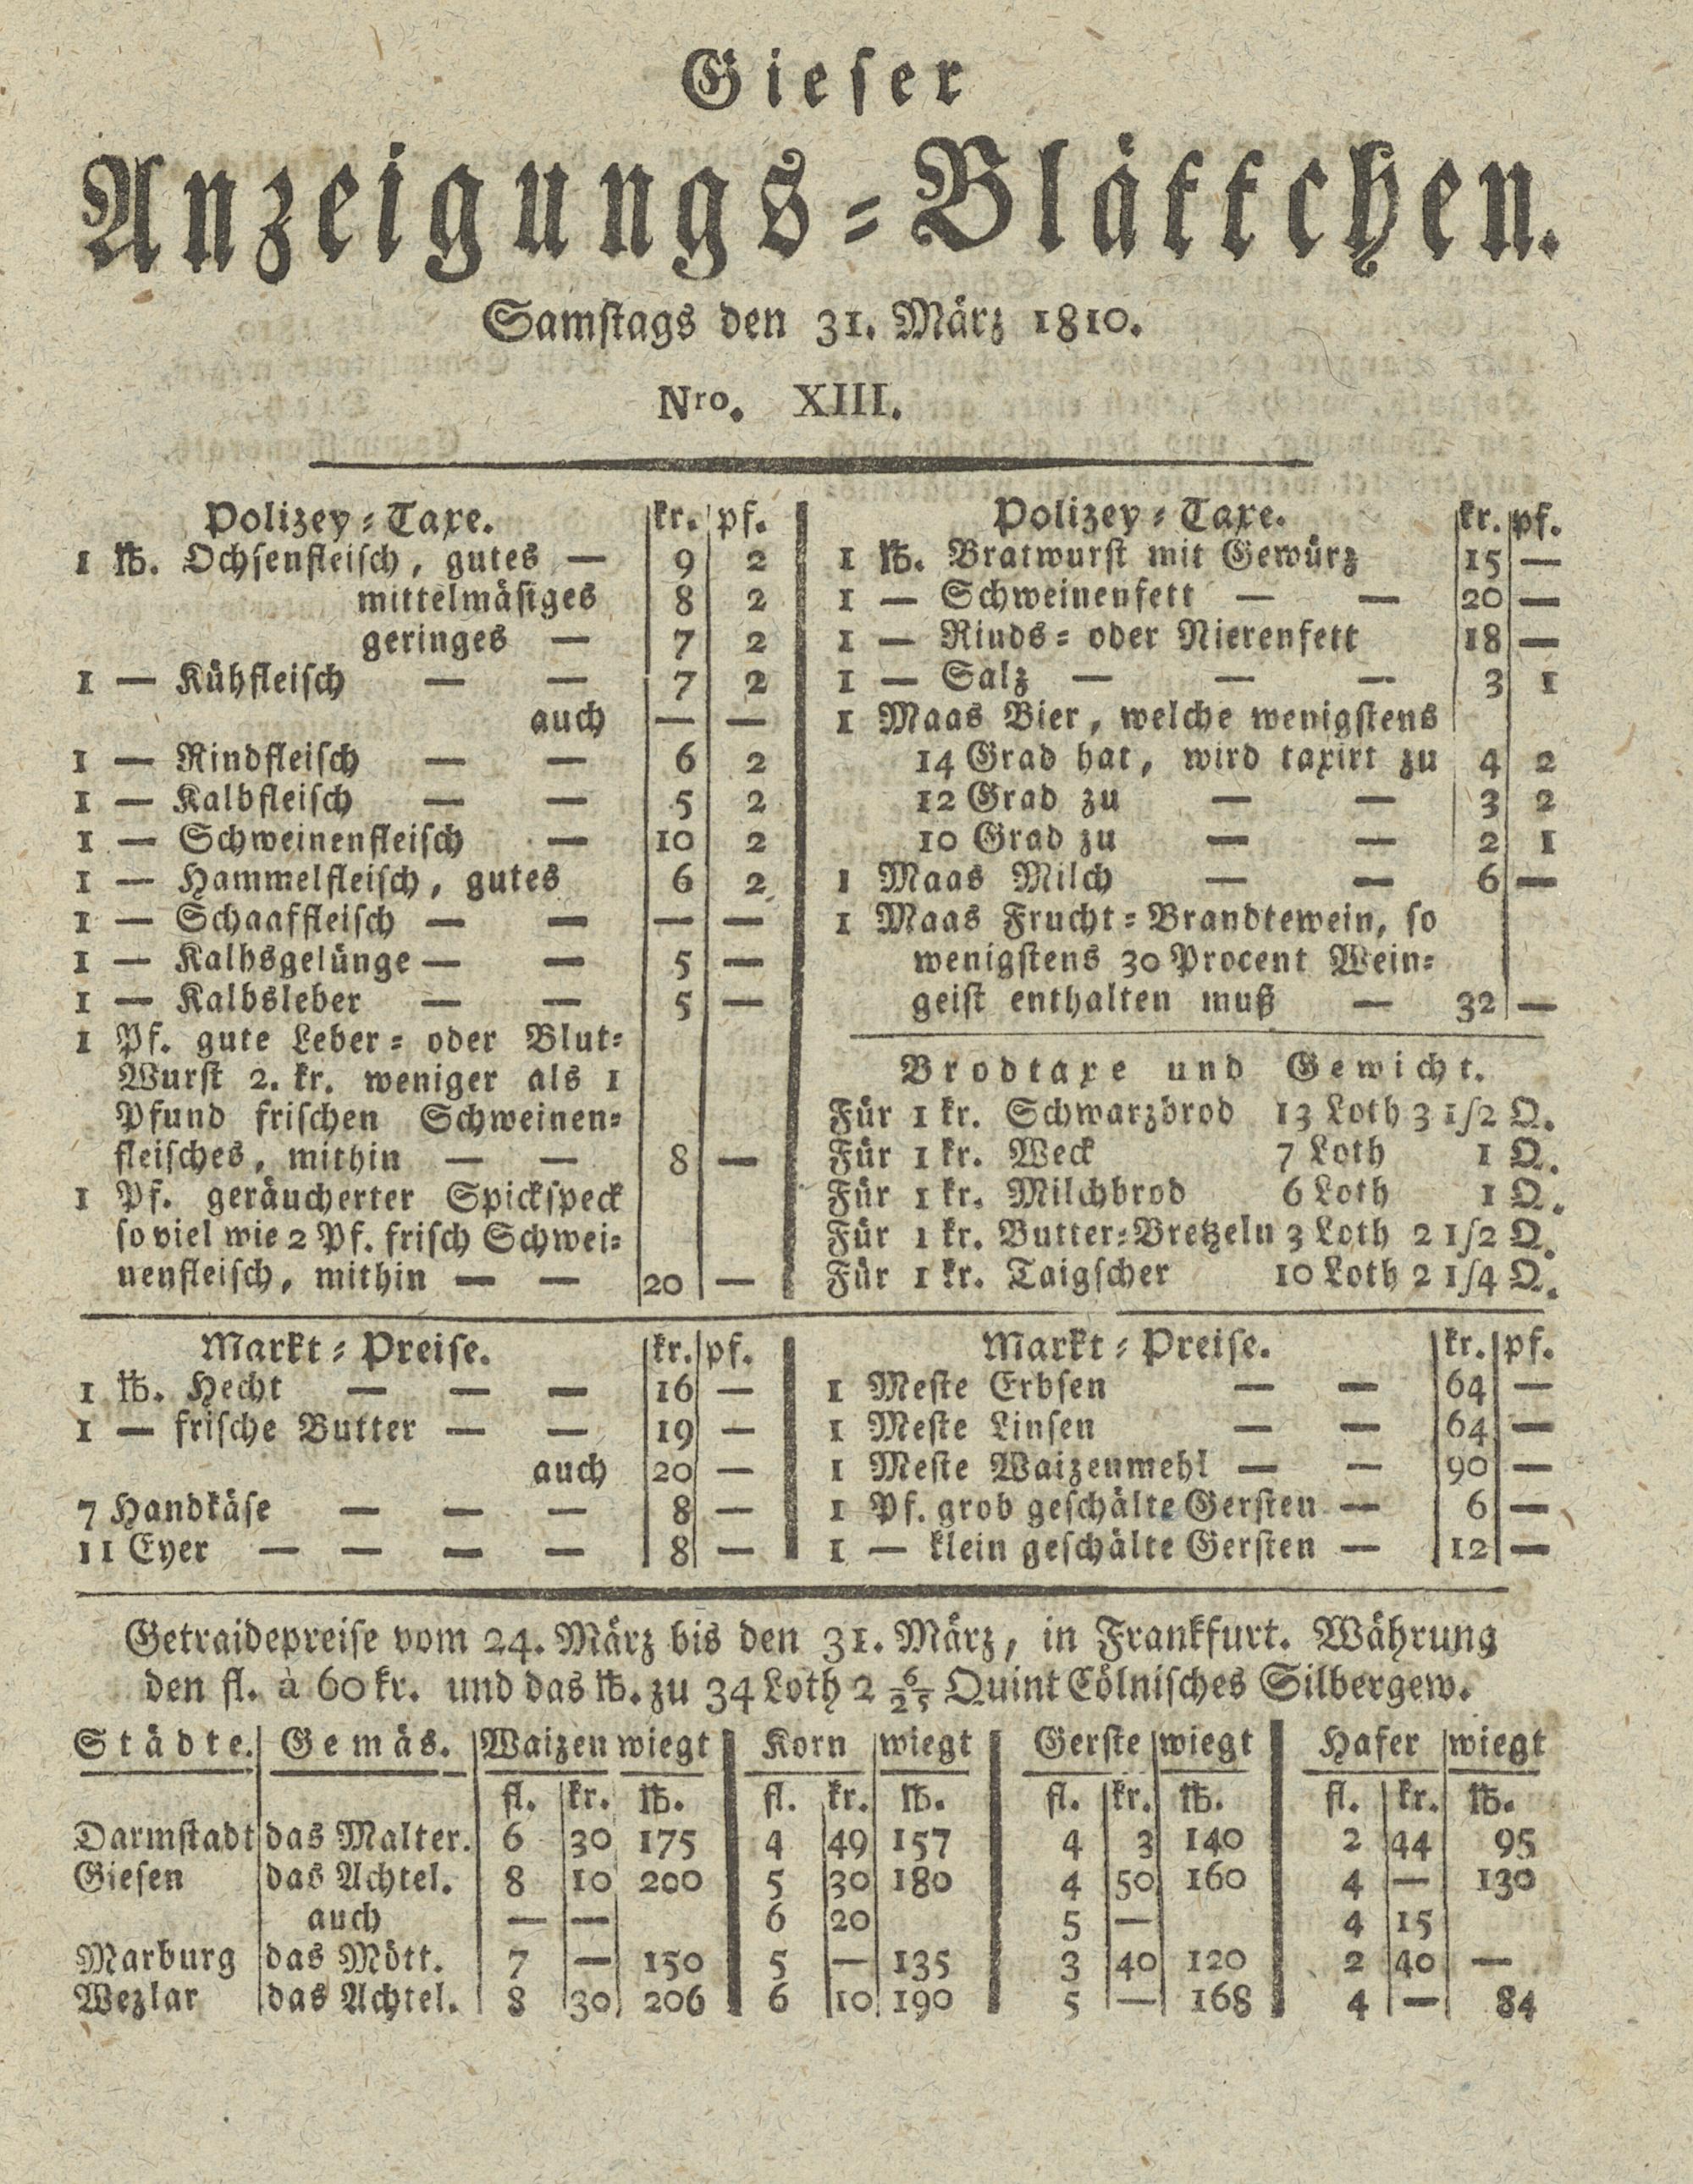 Gieser
Anzeigungs-Blättchen.
Samstags den 31. März 1810.
Nro. XIII.
Polizey-Taxe. kr. pf.
1 ℔. Ochsenfleisch, gutes — 9 2
mittelmäsiges 8 2
geringes — 7 2
1 — Kühfleisch — — 7 2
auch — —
1 — Rindfleisch — — 6 2
1 — Kalbfleisch — — 5 2
1 — Schweinenfleisch — 10 2
1 — Hammelfleisch, gutes 6 2
1 — Schaaffleisch — — — —
1 — Kalbsgelünge — — 5 —
1 — Kalbsleber — — 5 —
1 Pf. gute Leber- oder Blut-
Wurst 2. kr. weniger als 1
Pfund frischen Schweinen-
fleisches, mithin — — 8 —
1 Pf. geräucherter Spickspeck
so viel wie 2 Pf. frisch Schwei-
nenfleisch, mithin — — 20 —
Polizey-Taxe. kr. pf.
1 ℔. Bratwurst mit Gewürz 15 —
1 — Schweinenfett — — 20 —
1 — Rinds- oder Nierenfett 18 —
1 — Salz — — — 3 1
1 Maas Bier, welche wenigstens
14 Grad hat, wird taxirt zu 4 2
12 Grad zu — — 3 2
10 Grad zu — — 2 1
1 Maas Milch — — 6 —
1 Maas Frucht-Brandtewein, so
wenigstens 30 Procent Wein-
geist enthalten muß — 32 —
Brodtaxe und Gewicht.
Für 1 kr. Schwarzbrod 13 Loth 3 1/2 Q.
Für 1 kr. Weck 7 Loth 1 Q.
Für 1 kr. Milchbrod 6 Loth 1 Q.
Für 1 kr. Butter-Bretzeln 3 Loth 2 1/2 Q.
Für 1 kr. Taigscher 10 Loth 2 1/4 Q.
Markt-Preise. kr. pf.
1 ℔. Hecht — — — 16 —
1 — frische Butter — — 19 —
auch 20 —
7 Handkäse — — — 8 —
11 Eyer — — — — 8 —
Markt-Preise. kr. pf.
1 Meste Erbsen — — 64 —
1 Meste Linsen — — 64 —
1 Meste Waizenmehl — — 90 —
1 Pf. grob geschälte Gersten — 6 —
1 — klein geschälte Gersten — 12 —
Getraidepreise vom 24. März bis den 31. März, in Frankfurt. Währung
den fl. à 60 kr. und das ℔. zu 34 Loth 2 6/25 Quint Cölnisches Silbergew.
Städte. Gemäs. Waizen wiegt Korn wiegt Gerste wiegt Hafer wiegt
fl. kr. ℔. fl. kr. ℔. fl. kr. ℔. fl. kr. ℔.
Darmstadt das Malter. 6 30 175 4 49 157 4 3 140 2 44 95
Giesen das Achtel. 8 10 200 5 30 180 4 50 160 4 — 130
auch — — 6 20 5 — 4 15
Marburg das Mött. 7 — 150 5 — 135 3 40 120 2 40 —
Wezlar das Achtel. 8 30 206 6 10 190 5 — 168 4 — 84